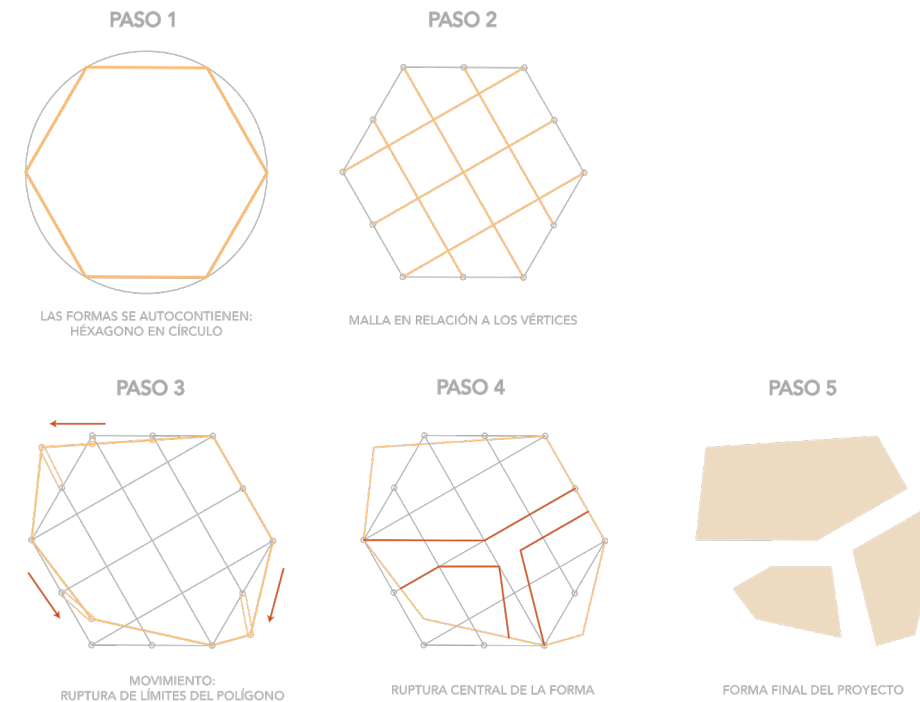 PASO 1
PASO 2
LAS FORMAS SE AUTOCONTIENEN:
HÉXAGONO EN CÍRCULO
MALLA EN RELACIÓN A LOS VÉRTICES
PASO 3
PASO 4
PASO 5
MOVIMIENTO:
RUPTURA DE LÍMITES DEL POLÍGONO
RUPTURA CENTRAL DE LA FORMA
FORMA FINAL DEL PROYECTO